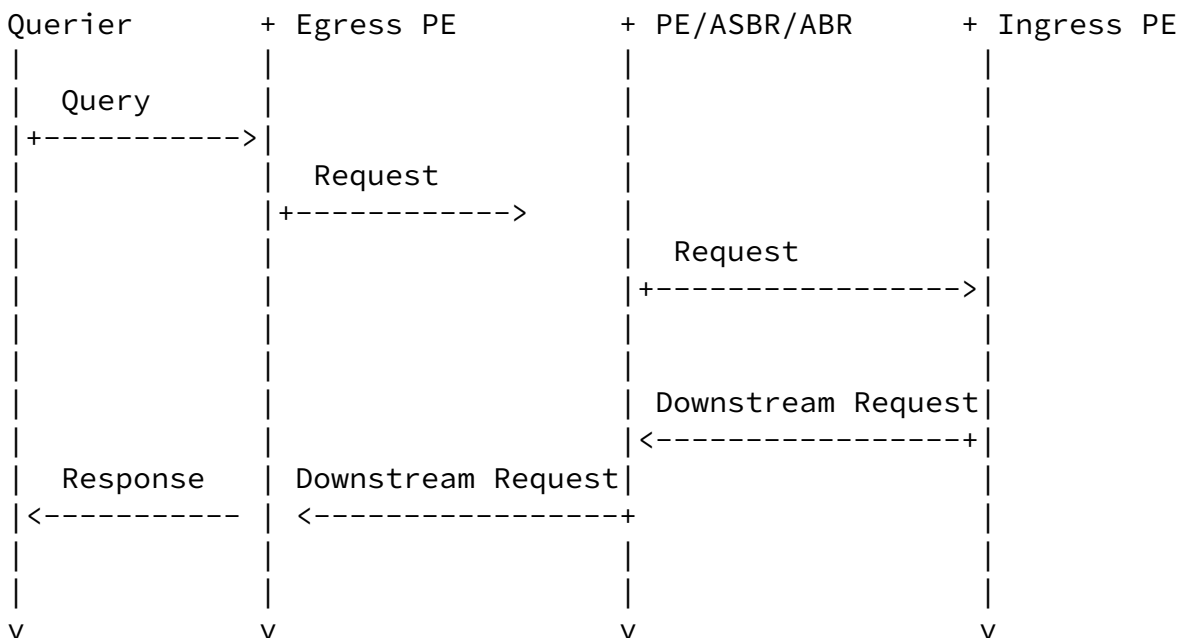 Querier + Egress PE + PE/ASBR/ABR + Ingress PE
Query
Request
Request
Downstream Request
Response Downstream Request